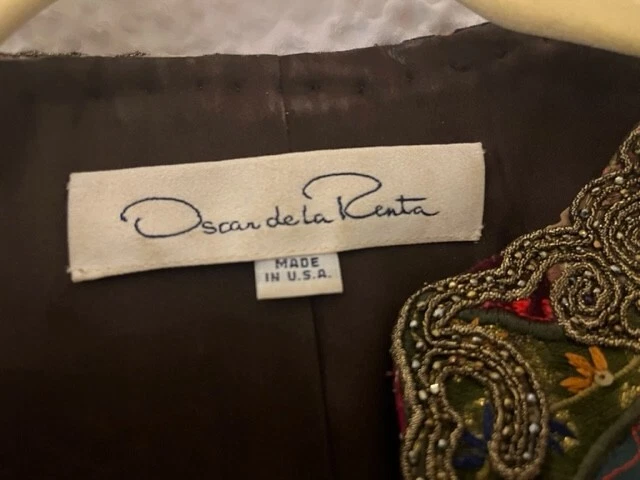 Oscar de la Renta
MADE
IN U.S.A.